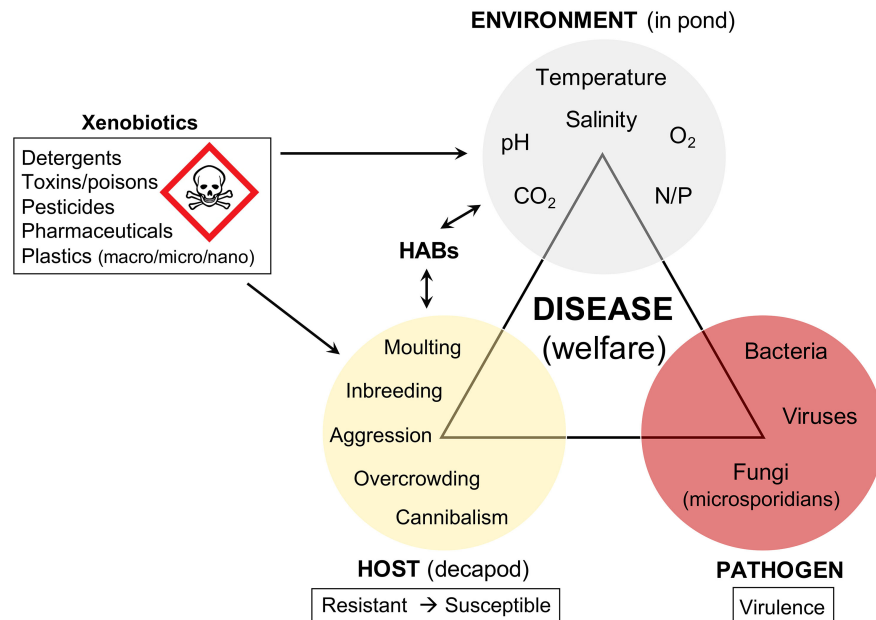 ENVIRONMENT (in pond)
Temperature
Salinity
pH
O₂
CO₂
N/P
Xenobiotics
Detergents
Toxins/poisons
Pesticides
Pharmaceuticals
Plastics (macro/micro/nano)
HABs
DISEASE
(welfare)
Moulting
Inbreeding
Aggression
Overcrowding
Cannibalism
HOST (decapod)
Resistant → Susceptible
Bacteria
Viruses
Fungi
(microsporidians)
PATHOGEN
Virulence